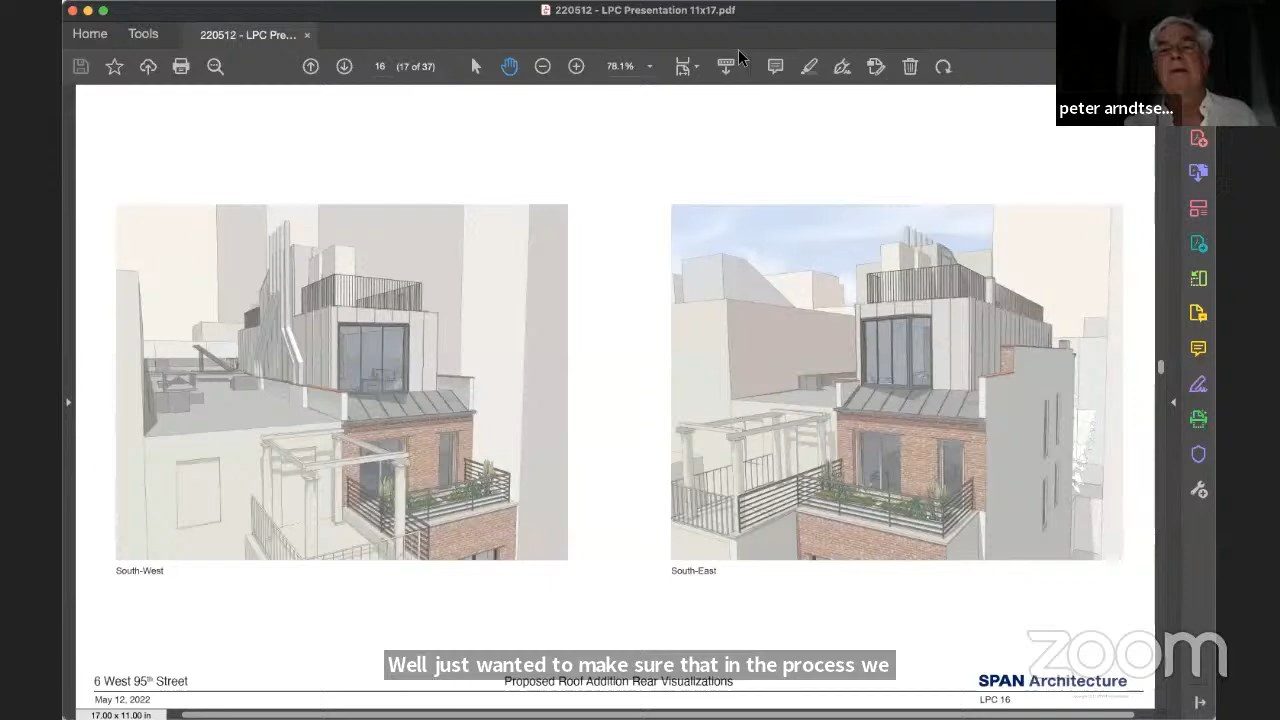 220512 - LPC Presentation 11x17.pdf
Home Tools 220512 - LPC Pre... ×
16 (17 of 37) 78.1%
peter arndtse...
South-West South-East
Well just wanted to make sure that in the process we
zoom
6 West 95th Street Proposed Roof Addition Rear Visualizations SPAN Architecture
May 12, 2022 LPC 16
17.00 x 11.00 in